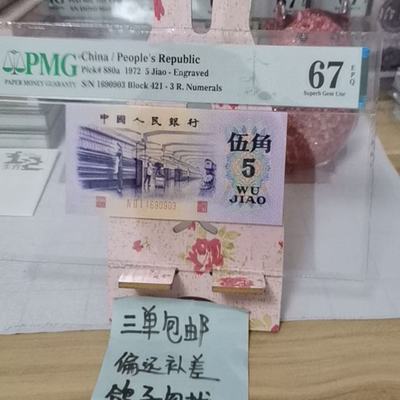 PMG
PAPER MONEY GUARANTY
China / People's Republic
Pick# 880a 1972 5 Jiao - Engraved
S/N 1690903 Block 421 - 3 R. Numerals
67 EPQ
Superb Gem Unc
中國人民銀行
伍角
5
WU
JIAO
1690903
三单包邮
偏远补差